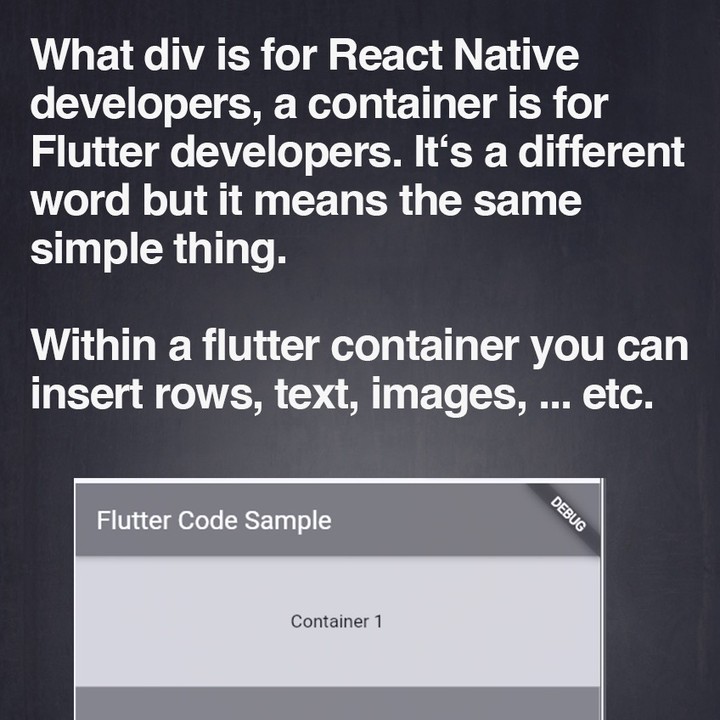 What div is for React Native
developers, a container is for
Flutter developers. It‘s a different
word but it means the same
simple thing.
Within a flutter container you can
insert rows, text, images, ... etc.
Flutter Code Sample
DEBUG
Container 1